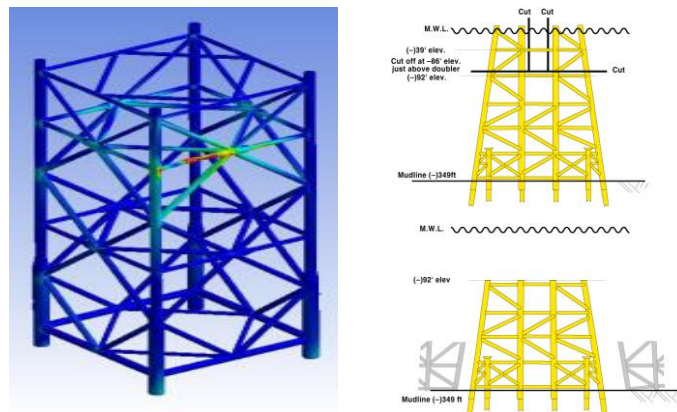 Cut Cut
M.W.L.
(-)39' elev.
Cut off at -86' elev.
just above doubler
(-)92' elev.
Cut
Mudline (-)349ft
M.W.L.
(-)92' elev
Mudline (-)349 ft